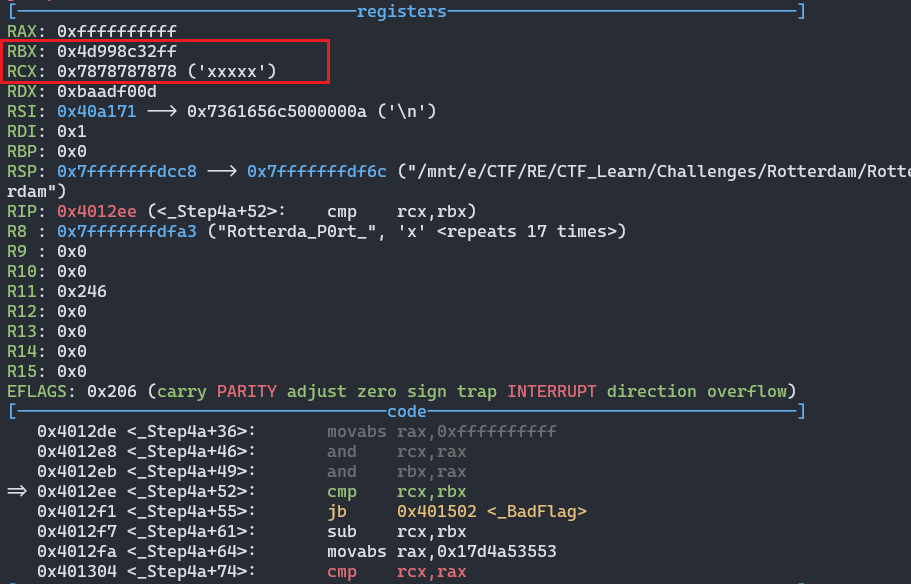 [registers]
RAX: 0xffffffffff
RBX: 0x4d998c32ff
RCX: 0x7878787878 ('xxxxx')
RDX: 0xbaadf00d
RSI: 0x40a171 --> 0x7361656c5000000a ('\n')
RDI: 0x1
RBP: 0x0
RSP: 0x7fffffffdcc8 --> 0x7fffffffdf6c ("/mnt/e/CTF/RE/CTF_Learn/Challenges/Rotterdam/Rotte
rdam")
RIP: 0x4012ee (<_Step4a+52>: cmp rcx,rbx)
R8 : 0x7fffffffdfa3 ("Rotterda_P0rt_", 'x' <repeats 17 times>)
R9 : 0x0
R10: 0x0
R11: 0x246
R12: 0x0
R13: 0x0
R14: 0x0
R15: 0x0
EFLAGS: 0x206 (carry PARITY adjust zero sign trap INTERRUPT direction overflow)
[code]
0x4012de <_Step4a+36>: movabs rax,0xffffffffff
0x4012e8 <_Step4a+46>: and rcx,rax
0x4012eb <_Step4a+49>: and rbx,rax
=> 0x4012ee <_Step4a+52>: cmp rcx,rbx
0x4012f1 <_Step4a+55>: jb 0x401502 <_BadFlag>
0x4012f7 <_Step4a+61>: sub rcx,rbx
0x4012fa <_Step4a+64>: movabs rax,0x17d4a53553
0x401304 <_Step4a+74>: cmp rcx,rax